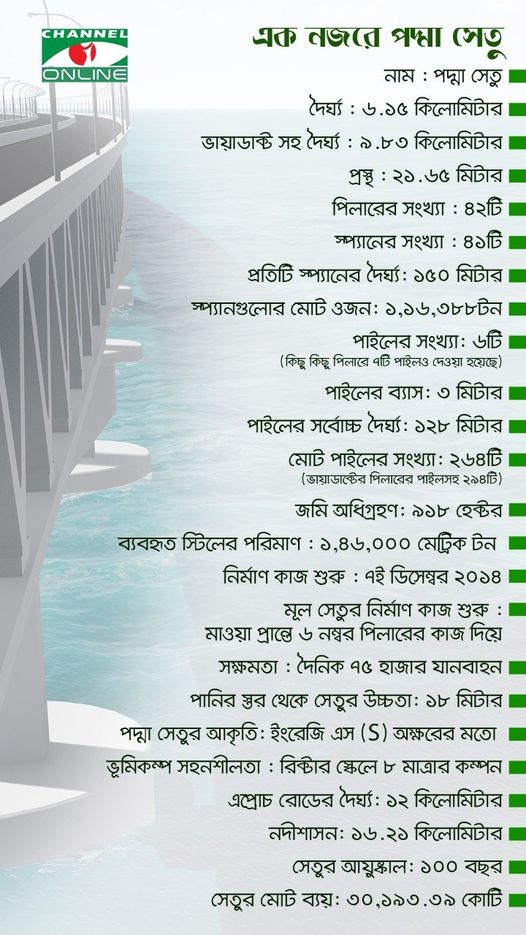 CHANNEL
i
ONLINE
এক নজরে পদ্মা সেতু
নাম : পদ্মা সেতু
দৈর্ঘ্য : ৬.১৫ কিলোমিটার
ভায়াডাক্ট সহ দৈর্ঘ্য : ৯.৮৩ কিলোমিটার
প্রস্থ : ২১.৬৫ মিটার
পিলারের সংখ্যা : ৪২টি
স্প্যানের সংখ্যা : ৪১টি
প্রতিটি স্প্যানের দৈর্ঘ্য: ১৫০ মিটার
স্প্যানগুলোর মোট ওজন: ১,১৬,৩৮৮টন
পাইলের সংখ্যা: ৬টি
(কিছু কিছু পিলারে ৭টি পাইলও দেওয়া হয়েছে)
পাইলের ব্যাস: ৩ মিটার
পাইলের সর্বোচ্চ দৈর্ঘ্য: ১২৮ মিটার
মোট পাইলের সংখ্যা: ২৬৪টি
(ভায়াডাক্টের পিলারের পাইলসহ ২৯৪টি)
জমি অধিগ্রহণ: ৯১৮ হেক্টর
ব্যবহৃত স্টিলের পরিমাণ : ১,৪৬,০০০ মেট্রিক টন
নির্মাণ কাজ শুরু : ৭ই ডিসেম্বর ২০১৪
মূল সেতুর নির্মাণ কাজ শুরু :
মাওয়া প্রান্তে ৬ নম্বর পিলারের কাজ দিয়ে
সক্ষমতা : দৈনিক ৭৫ হাজার যানবাহন
পানির স্তর থেকে সেতুর উচ্চতা: ১৮ মিটার
পদ্মা সেতুর আকৃতি: ইংরেজি এস (S) অক্ষরের মতো
ভূমিকম্প সহনশীলতা : রিক্টার স্কেলে ৮ মাত্রার কম্পন
এপ্রোচ রোডের দৈর্ঘ্য: ১২ কিলোমিটার
নদীশাসন: ১৬.২১ কিলোমিটার
সেতুর আয়ুষ্কাল: ১০০ বছর
সেতুর মোট ব্যয়: ৩০,১৯৩.৩৯ কোটি